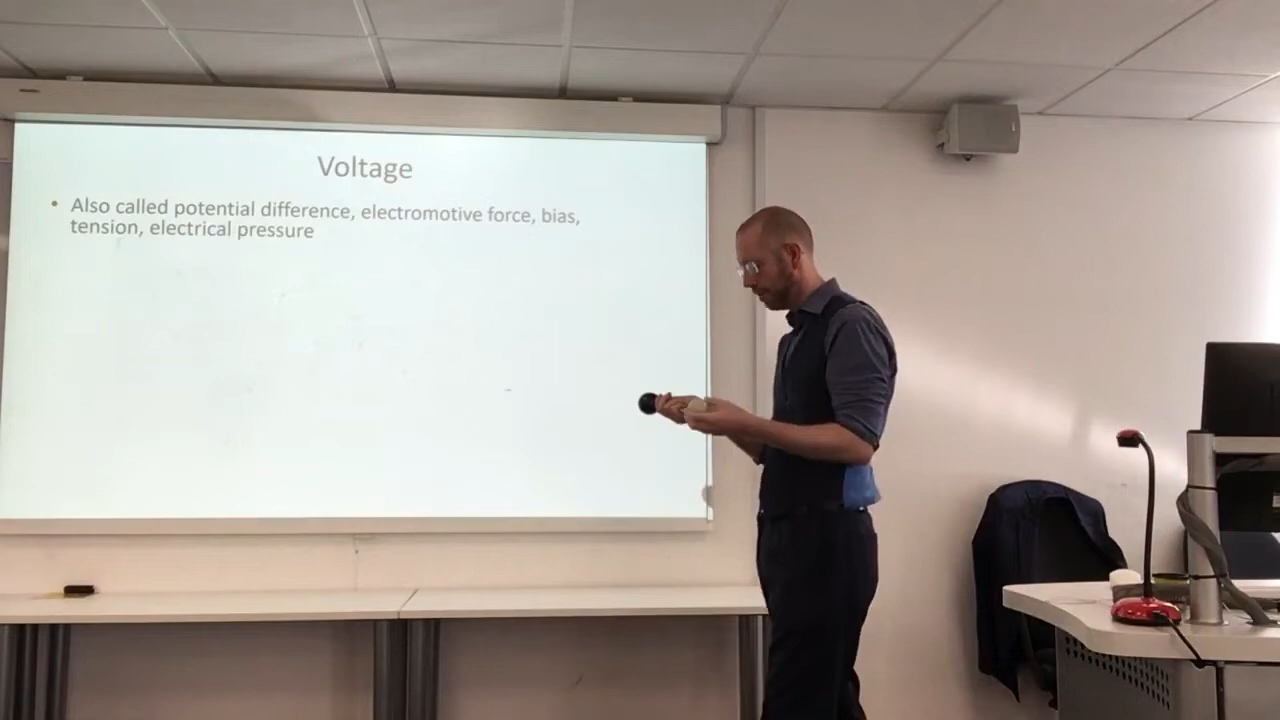 Voltage
• Also called potential difference, electromotive force, bias,
tension, electrical pressure